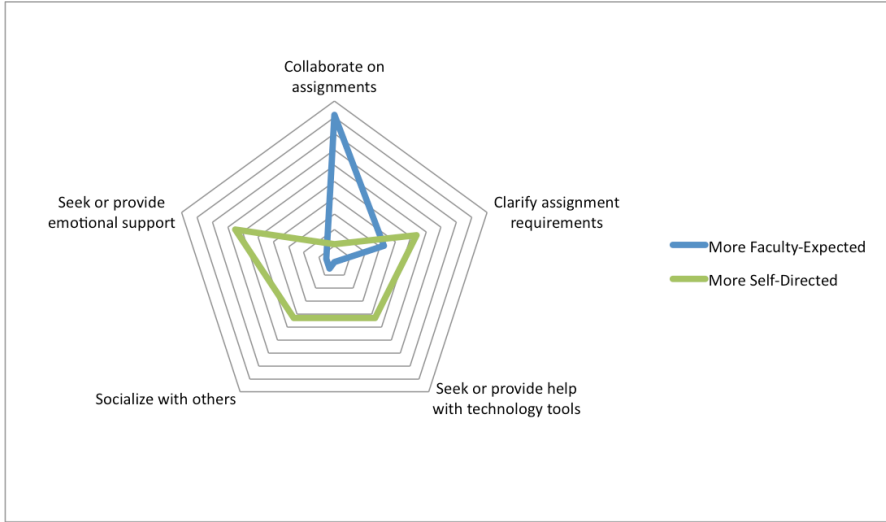 Collaborate on
assignments
Clarify assignment
requirements
Seek or provide help
with technology tools
Socialize with others
Seek or provide
emotional support
More Faculty-Expected
More Self-Directed